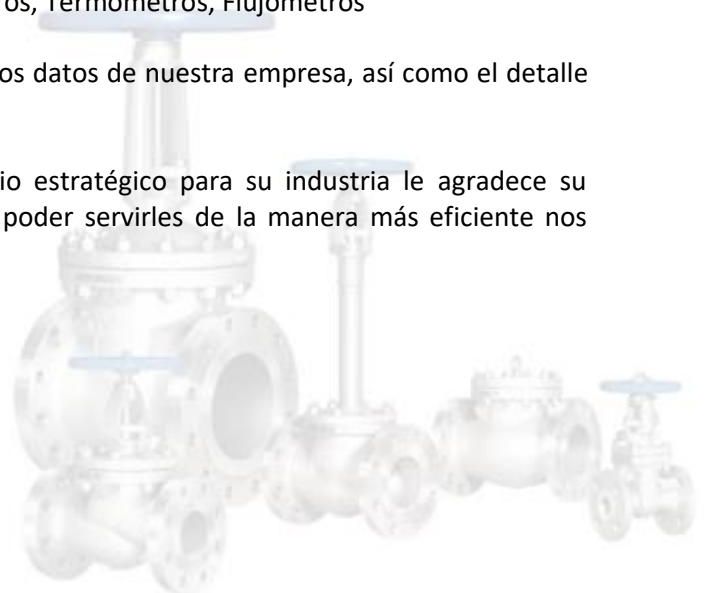 ros, Termómetros, Flujómetros
os datos de nuestra empresa, así como el detalle
io estratégico para su industria le agradece su
poder servirles de la manera más eficiente nos